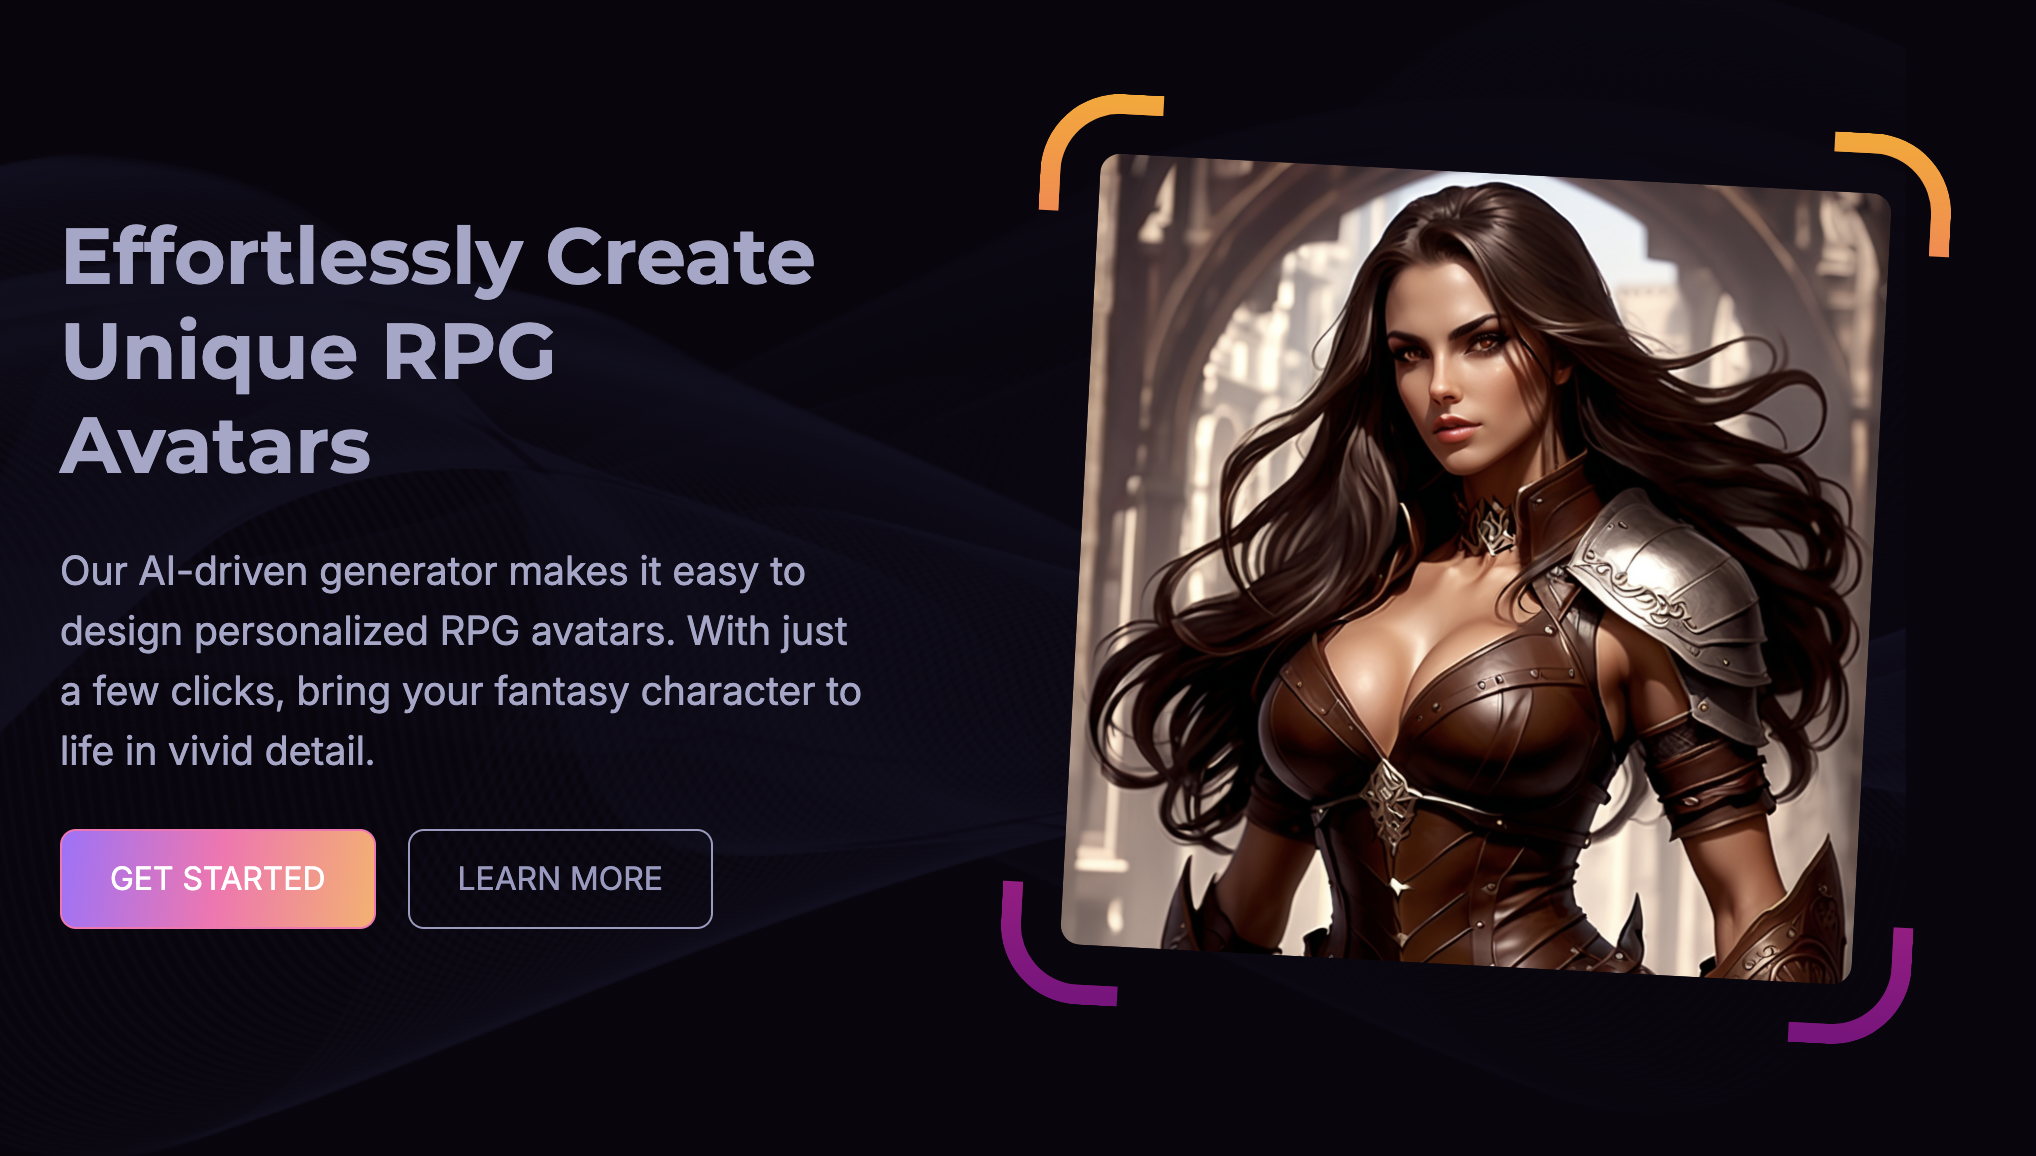 Effortlessly Create
Unique RPG
Avatars
Our AI-driven generator makes it easy to
design personalized RPG avatars. With just
a few clicks, bring your fantasy character to
life in vivid detail.
GET STARTED
LEARN MORE